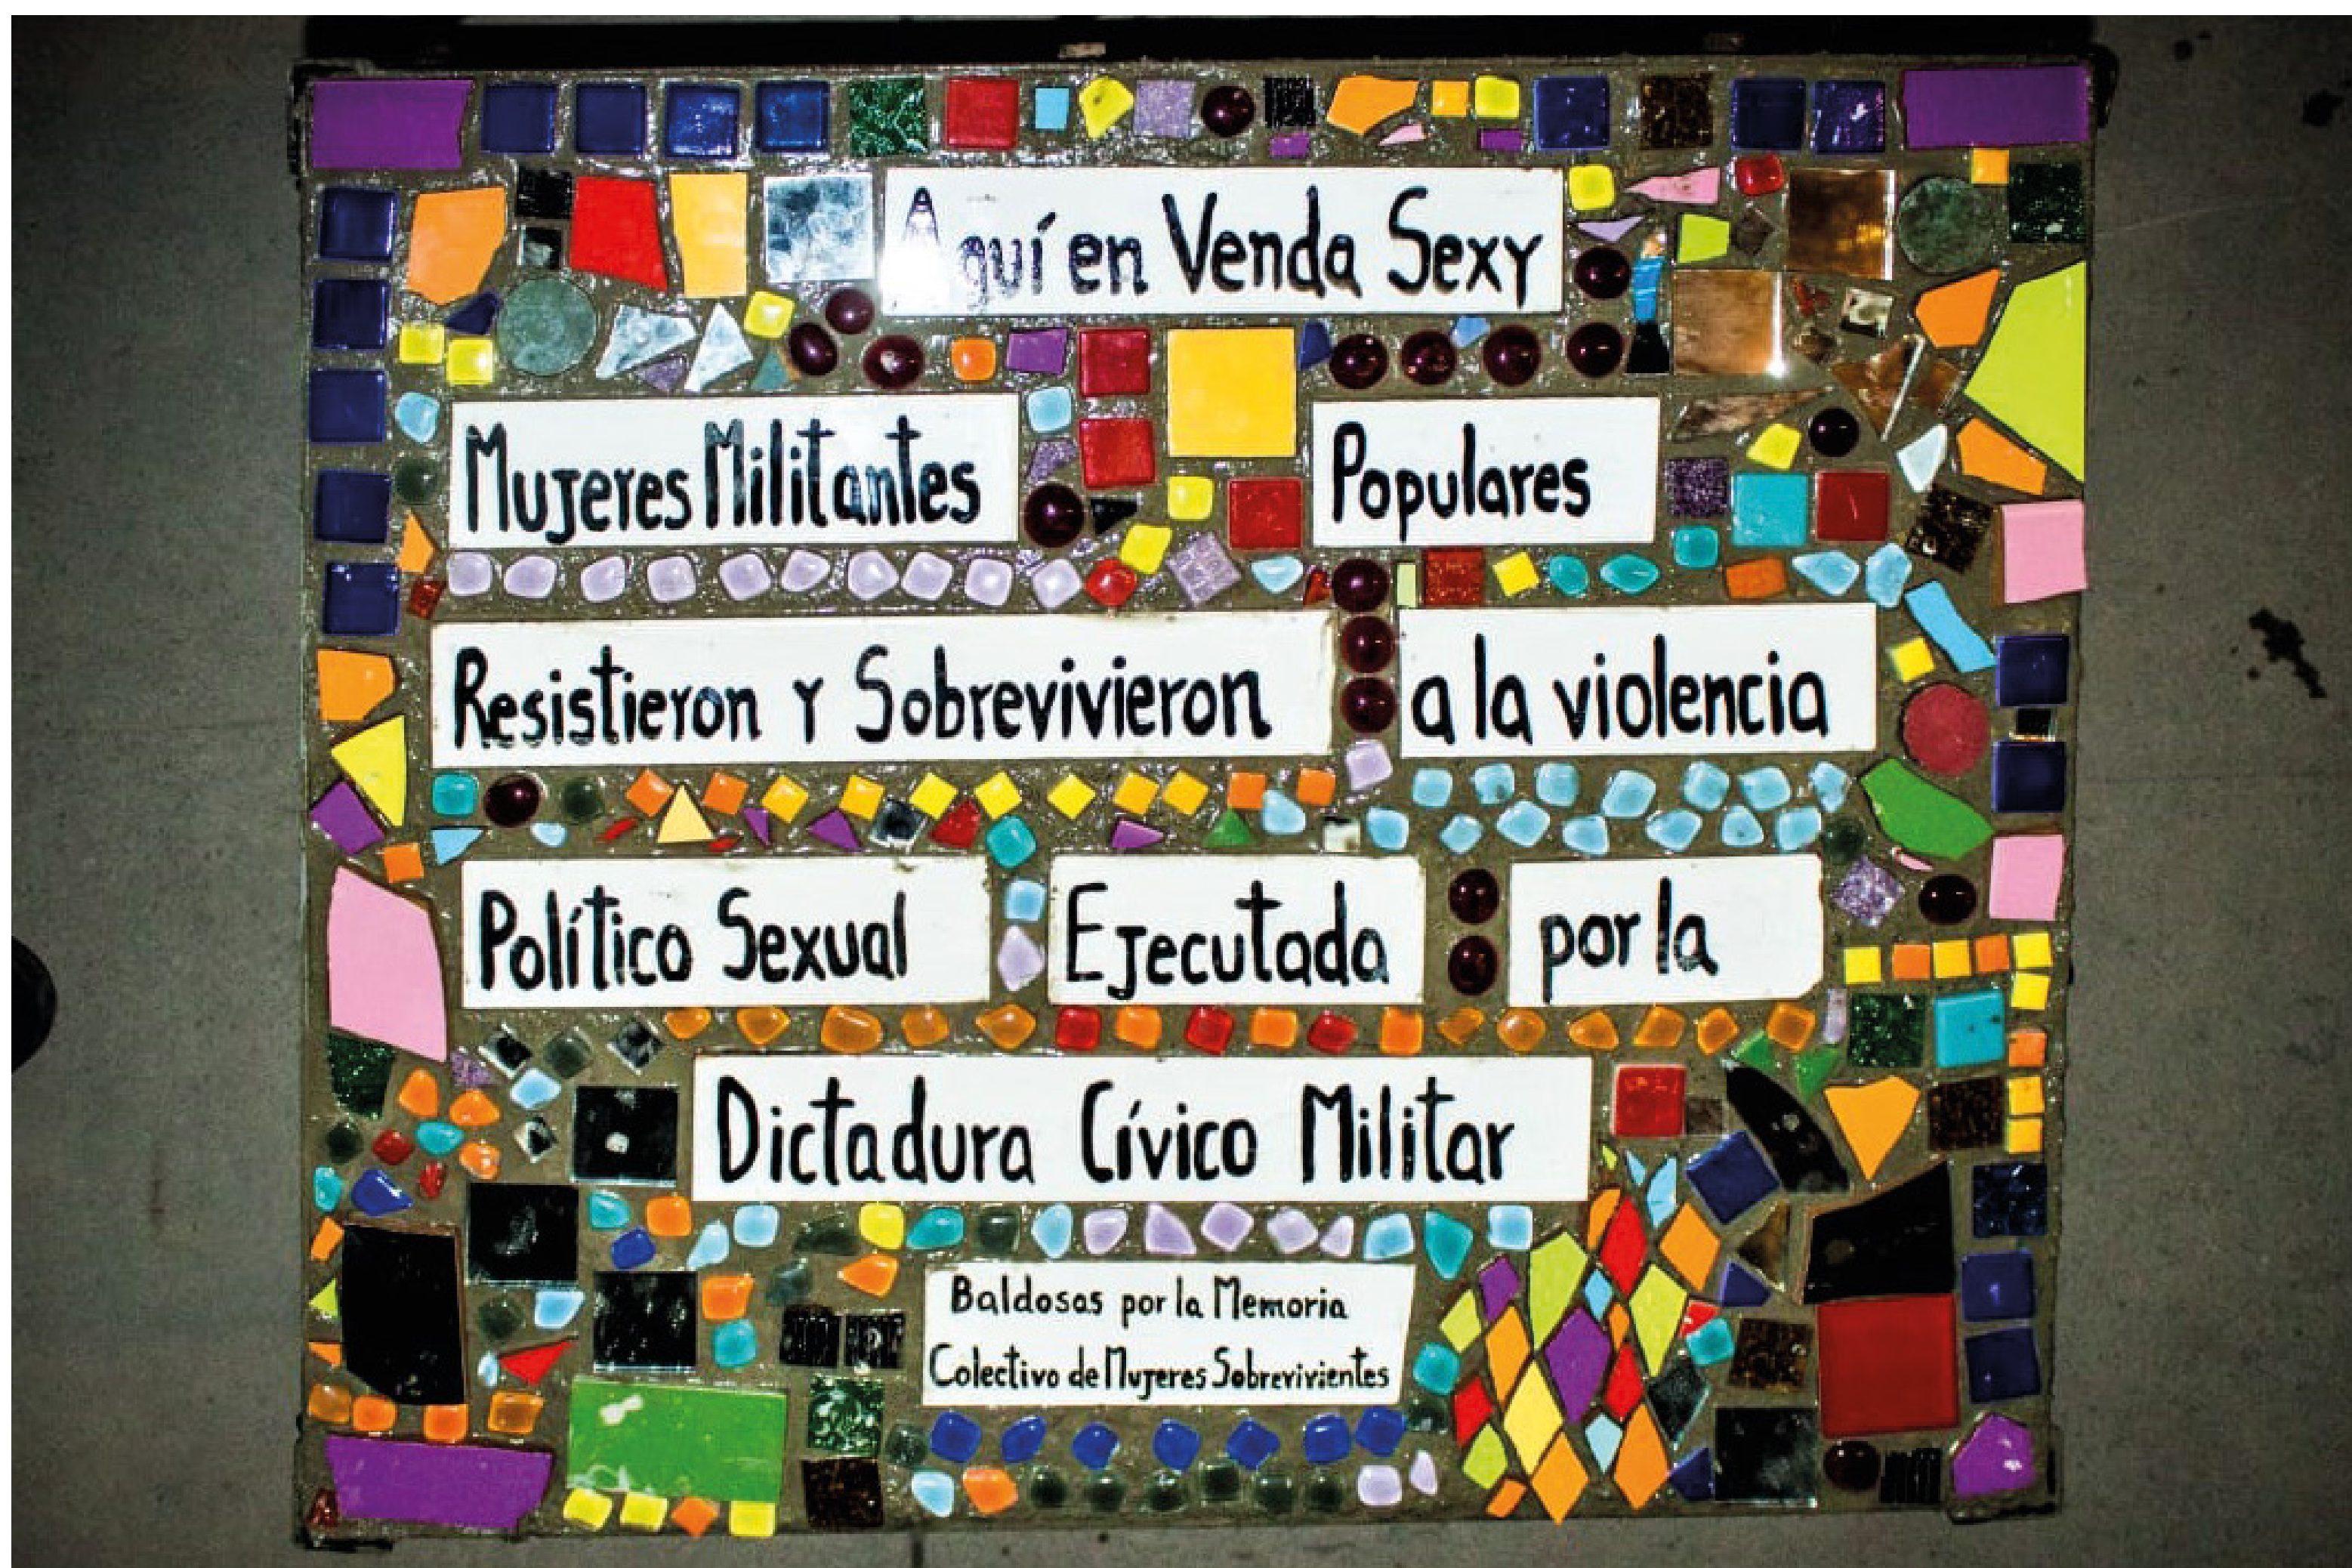 Aquí en Venda Sexy
Mujeres Militantes Populares
Resistieron y Sobrevivieron a la violencia
Político Sexual Ejecutada por la
Dictadura Cívico Militar
Baldosas por la Memoria
Colectivo de Mujeres Sobrevivientes